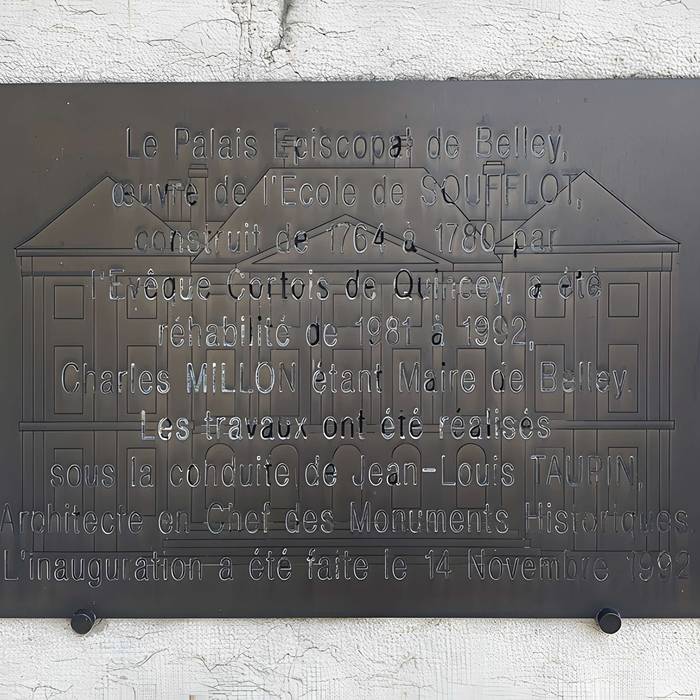 Le Palais Episcopal de Belley,
œuvre de l'Ecole de SOUFFLOT,
construit de 1764 à 1780 par
l'Evêque Cortois de Quincey, a été
réhabilité de 1981 à 1992,
Charles MILLON étant Maire de Belley.
Les travaux ont été réalisés
sous la conduite de Jean-Louis TAUPIN,
Architecte en Chef des Monuments Historiques
L'inauguration a été faite le 14 Novembre 1992